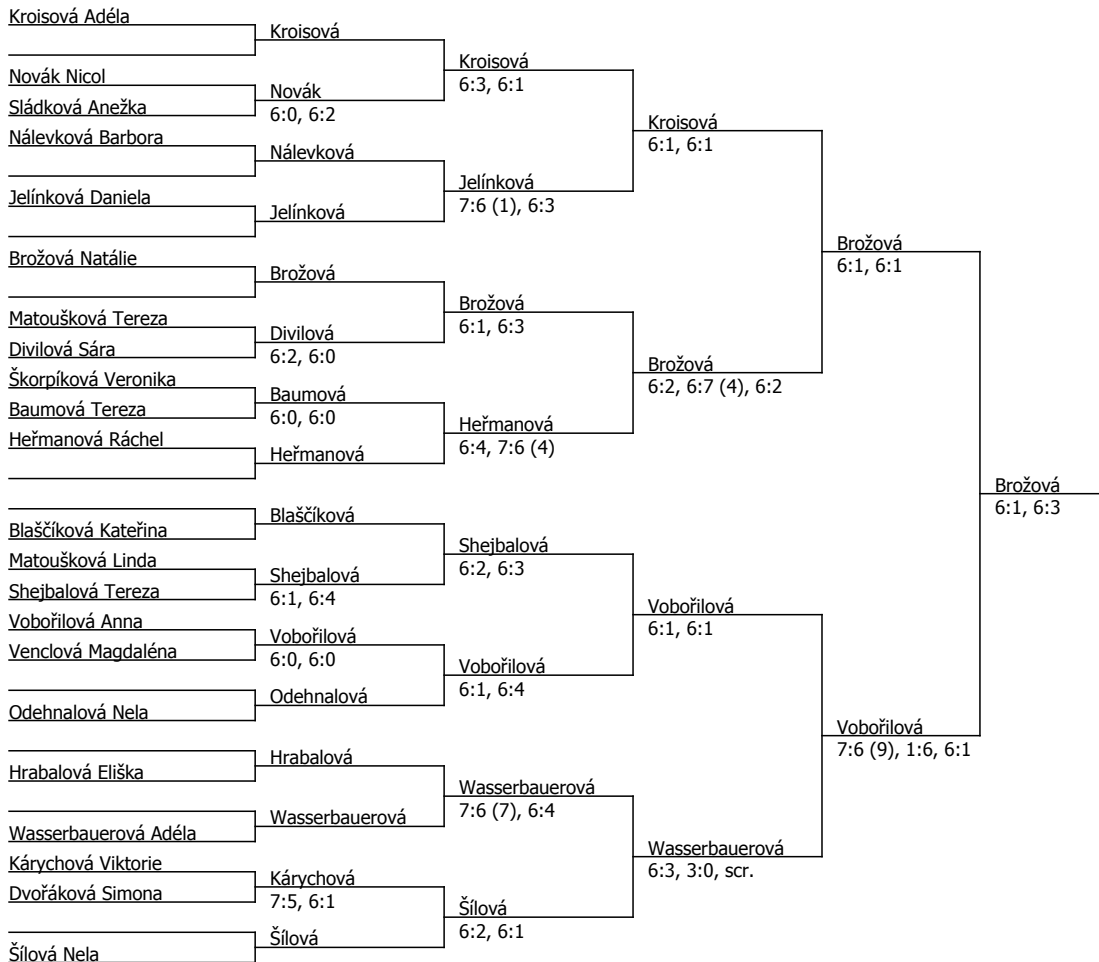 Kroisová Adéla
Novák Nicol
Sládková Anežka
Nálevková Barbora
Jelínková Daniela
Brožová Natálie
Matoušková Tereza
Divilová Sára
Škorpíková Veronika
Baumová Tereza
Heřmanová Ráchel
Blaščíková Kateřina
Matoušková Linda
Shejbalová Tereza
Vobořilová Anna
Venclová Magdaléna
Odehnalová Nela
Hrabalová Eliška
Wasserbauerová Adéla
Kárychová Viktorie
Dvořáková Simona
Šílová Nela
Kroisová
Novák
6:0, 6:2
Nálevková
Jelínková
Brožová
Divilová
6:2, 6:0
Baumová
6:0, 6:0
Heřmanová
Blaščíková
Shejbalová
6:1, 6:4
Vobořilová
6:0, 6:0
Odehnalová
Hrabalová
Wasserbauerová
Kárychová
7:5, 6:1
Šílová
Kroisová
6:3, 6:1
Jelínková
7:6 (1), 6:3
Brožová
6:1, 6:3
Heřmanová
6:4, 7:6 (4)
Shejbalová
6:2, 6:3
Vobořilová
6:1, 6:4
Wasserbauerová
7:6 (7), 6:4
Šílová
6:2, 6:1
Kroisová
6:1, 6:1
Brožová
6:2, 6:7 (4), 6:2
Vobořilová
6:1, 6:1
Wasserbauerová
6:3, 3:0, scr.
Brožová
6:1, 6:1
Vobořilová
7:6 (9), 1:6, 6:1
Brožová
6:1, 6:3